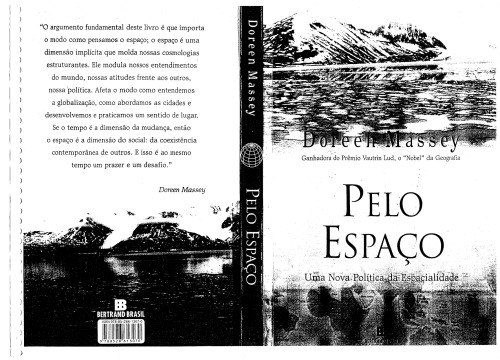 "O argumento fundamental deste livro é que importa
o modo como pensamos o espaço; o espaço é uma
dimensão implícita que molda nossas cosmologias
estruturantes. Ele modula nossos entendimentos
do mundo, nossas atitudes frente aos outros,
nossa política. Afeta o modo como entendemos
a globalização, como abordamos as cidades e
desenvolvemos e praticamos um sentido de lugar.
Se o tempo é a dimensão da mudança, então
o espaço é a dimensão do social: da coexistência
contemporânea de outros. E isso é ao mesmo
tempo um prazer e um desafio."
Doreen Massey
BERTRAND BRASIL
Doreen Massey
PELO ESPAÇO
Doreen Massey
Ganhadora do Prêmio Vautrin Lud, o "Nobel" da Geografia
PELO
ESPAÇO
Uma Nova Política da Espacialidade